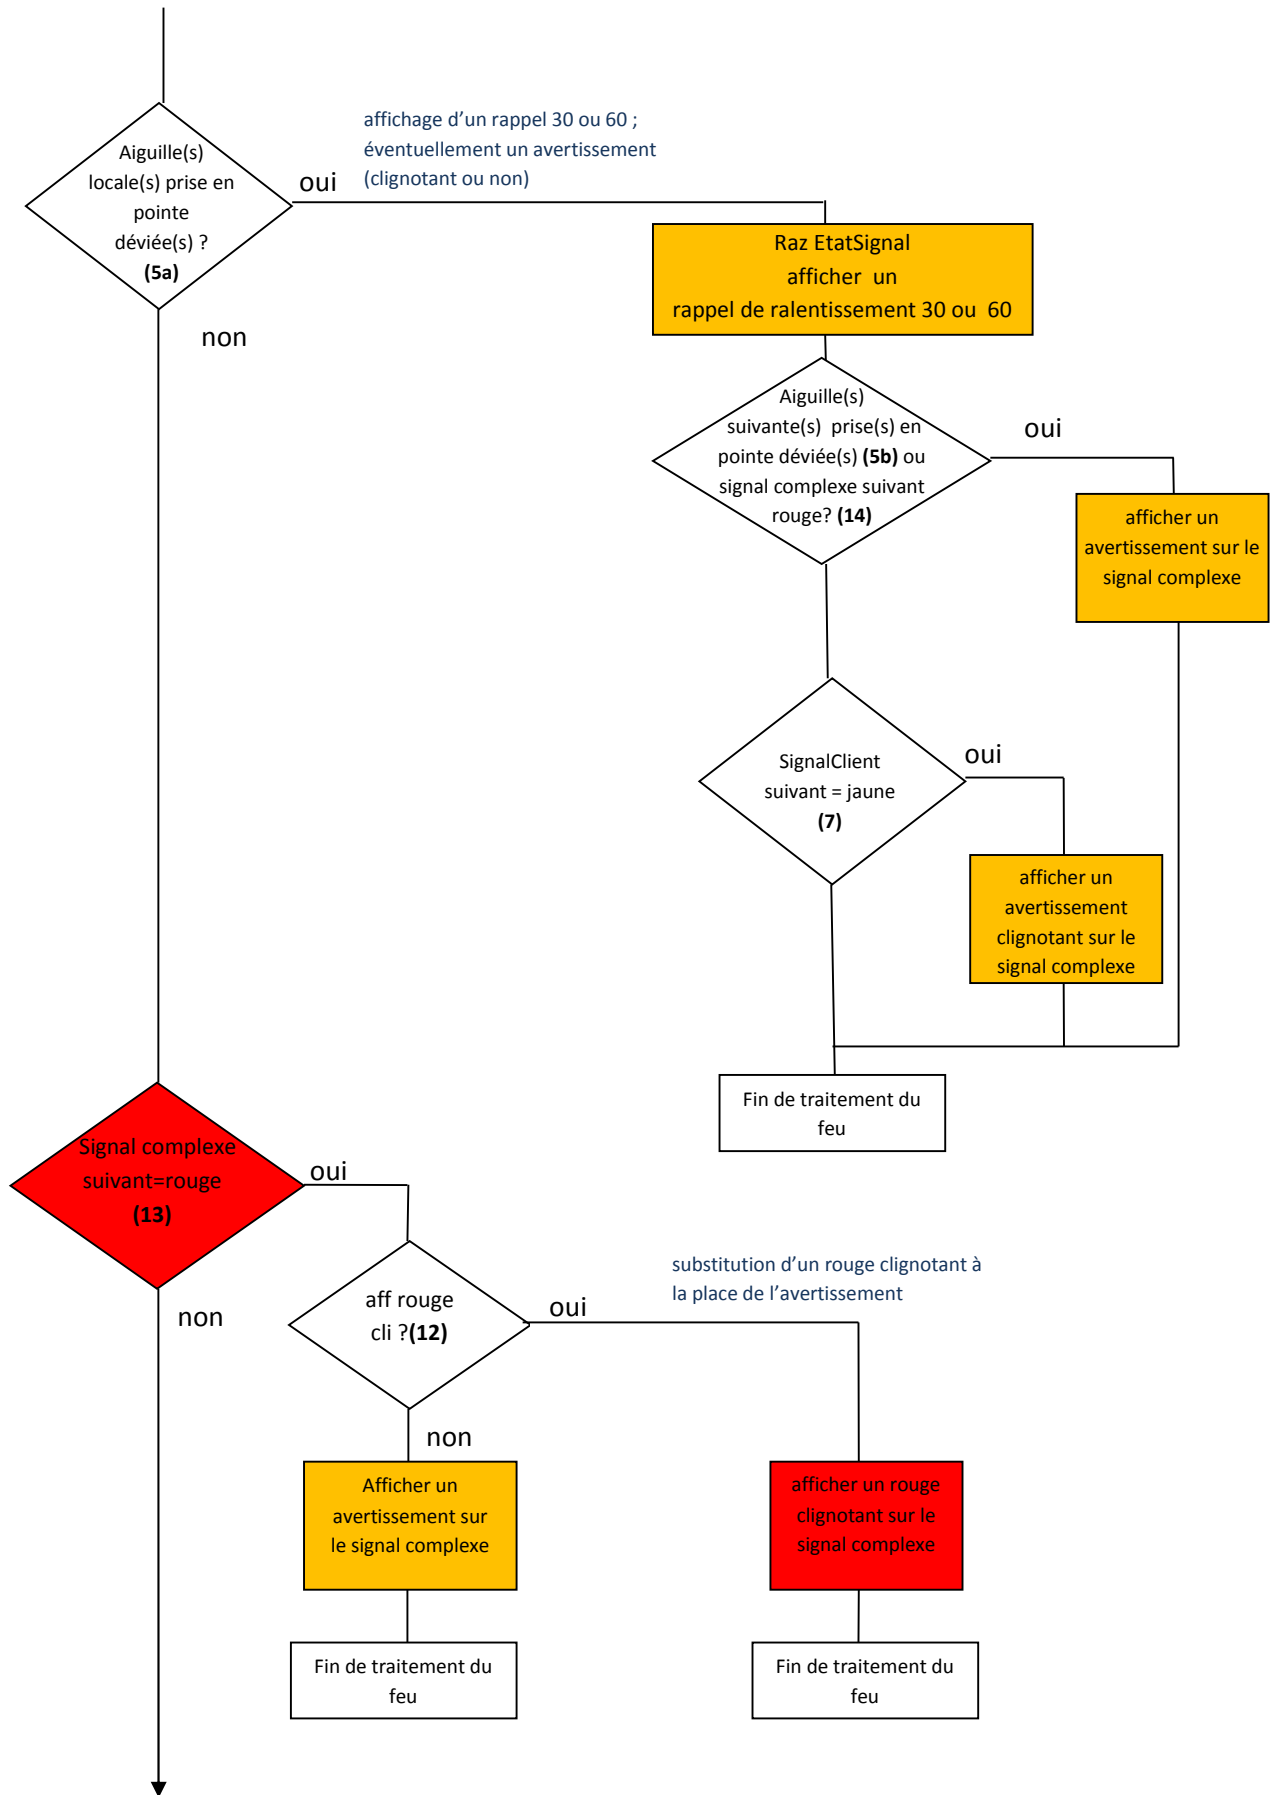 affichage d'un rappel 30 ou 60 ;
éventuellement un avertissement
(clignotant ou non)
Aiguille(s)
locale(s) prise en
pointe
déviée(s) ?
(5a)
oui
non
Raz EtatSignal
afficher un
rappel de ralentissement 30 ou 60
Aiguille(s)
suivante(s) prise(s) en
pointe déviée(s) (5b) ou
signal complexe suivant
rouge? (14)
oui
afficher un
avertissement sur le
signal complexe
SignalClient
suivant = jaune
(7)
oui
afficher un
avertissement
clignotant sur le
signal complexe
Fin de traitement du
feu
Signal complexe
suivant=rouge
(13)
oui
non
aff rouge
cli ?(12)
oui
substitution d'un rouge clignotant à
la place de l'avertissement
non
Afficher un
avertissement sur
le signal complexe
afficher un rouge
clignotant sur le
signal complexe
Fin de traitement du
feu
Fin de traitement du
feu